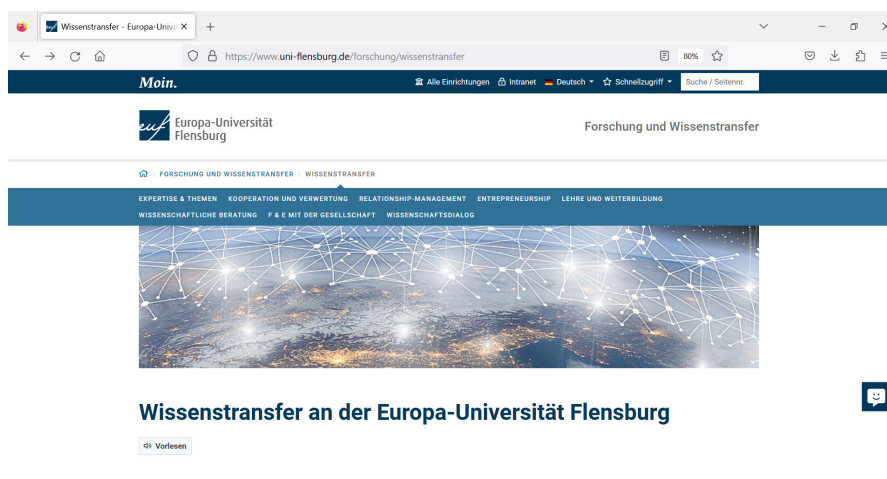 Wissenstransfer - Europa-Unive
https://www.uni-flensburg.de/forschung/wissenstransfer
80%
Moin.
Alle Einrichtungen Intranet Deutsch Schnellzugriff Suche / Seitennr.
euf Europa-Universität
Flensburg
Forschung und Wissenstransfer
FORSCHUNG UND WISSENSTRANSFER WISSENSTRANSFER
EXPERTISE & THEMEN KOOPERATION UND VERWERTUNG RELATIONSHIP-MANAGEMENT ENTREPRENEURSHIP LEHRE UND WEITERBILDUNG
WISSENSCHAFTLICHE BERATUNG F & E MIT DER GESELLSCHAFT WISSENSCHAFTSDIALOG
Wissenstransfer an der Europa-Universität Flensburg
Vorlesen